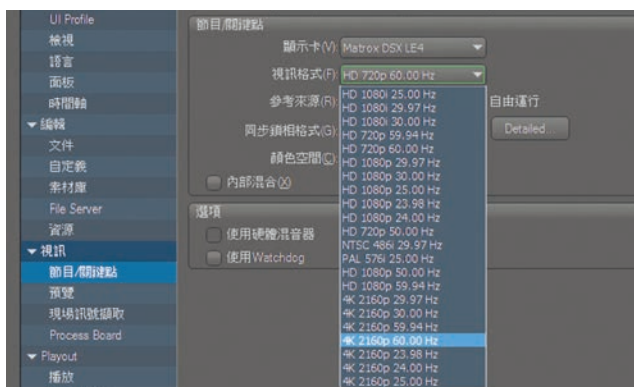 UI Profile
檢視
語言
面板
時間軸
編輯
文件
自定義
素材庫
File Server
資源
視訊
節目/關鍵點
預覽
現場訊號擷取
Process Board
Playout
播放
節目/關鍵點
顯示卡(V) Matrox DSX LE4
視訊格式(F) HD 720p 60.00 Hz
參考來源(R) 自由運行
同步鎖相格式(G) Detailed...
顏色空間(C)
內部混合(X)
選項
使用硬體混音器
使用Watchdog
HD 1080i 25.00 Hz
HD 1080i 29.97 Hz
HD 1080i 30.00 Hz
HD 720p 59.94 Hz
HD 720p 60.00 Hz
HD 1080p 29.97 Hz
HD 1080p 30.00 Hz
HD 1080p 25.00 Hz
HD 1080p 23.98 Hz
HD 1080p 24.00 Hz
HD 720p 50.00 Hz
NTSC 486i 29.97 Hz
PAL 576i 25.00 Hz
HD 1080p 50.00 Hz
HD 1080p 59.94 Hz
4K 2160p 29.97 Hz
4K 2160p 30.00 Hz
4K 2160p 59.94 Hz
4K 2160p 60.00 Hz
4K 2160p 23.98 Hz
4K 2160p 24.00 Hz
4K 2160p 25.00 Hz